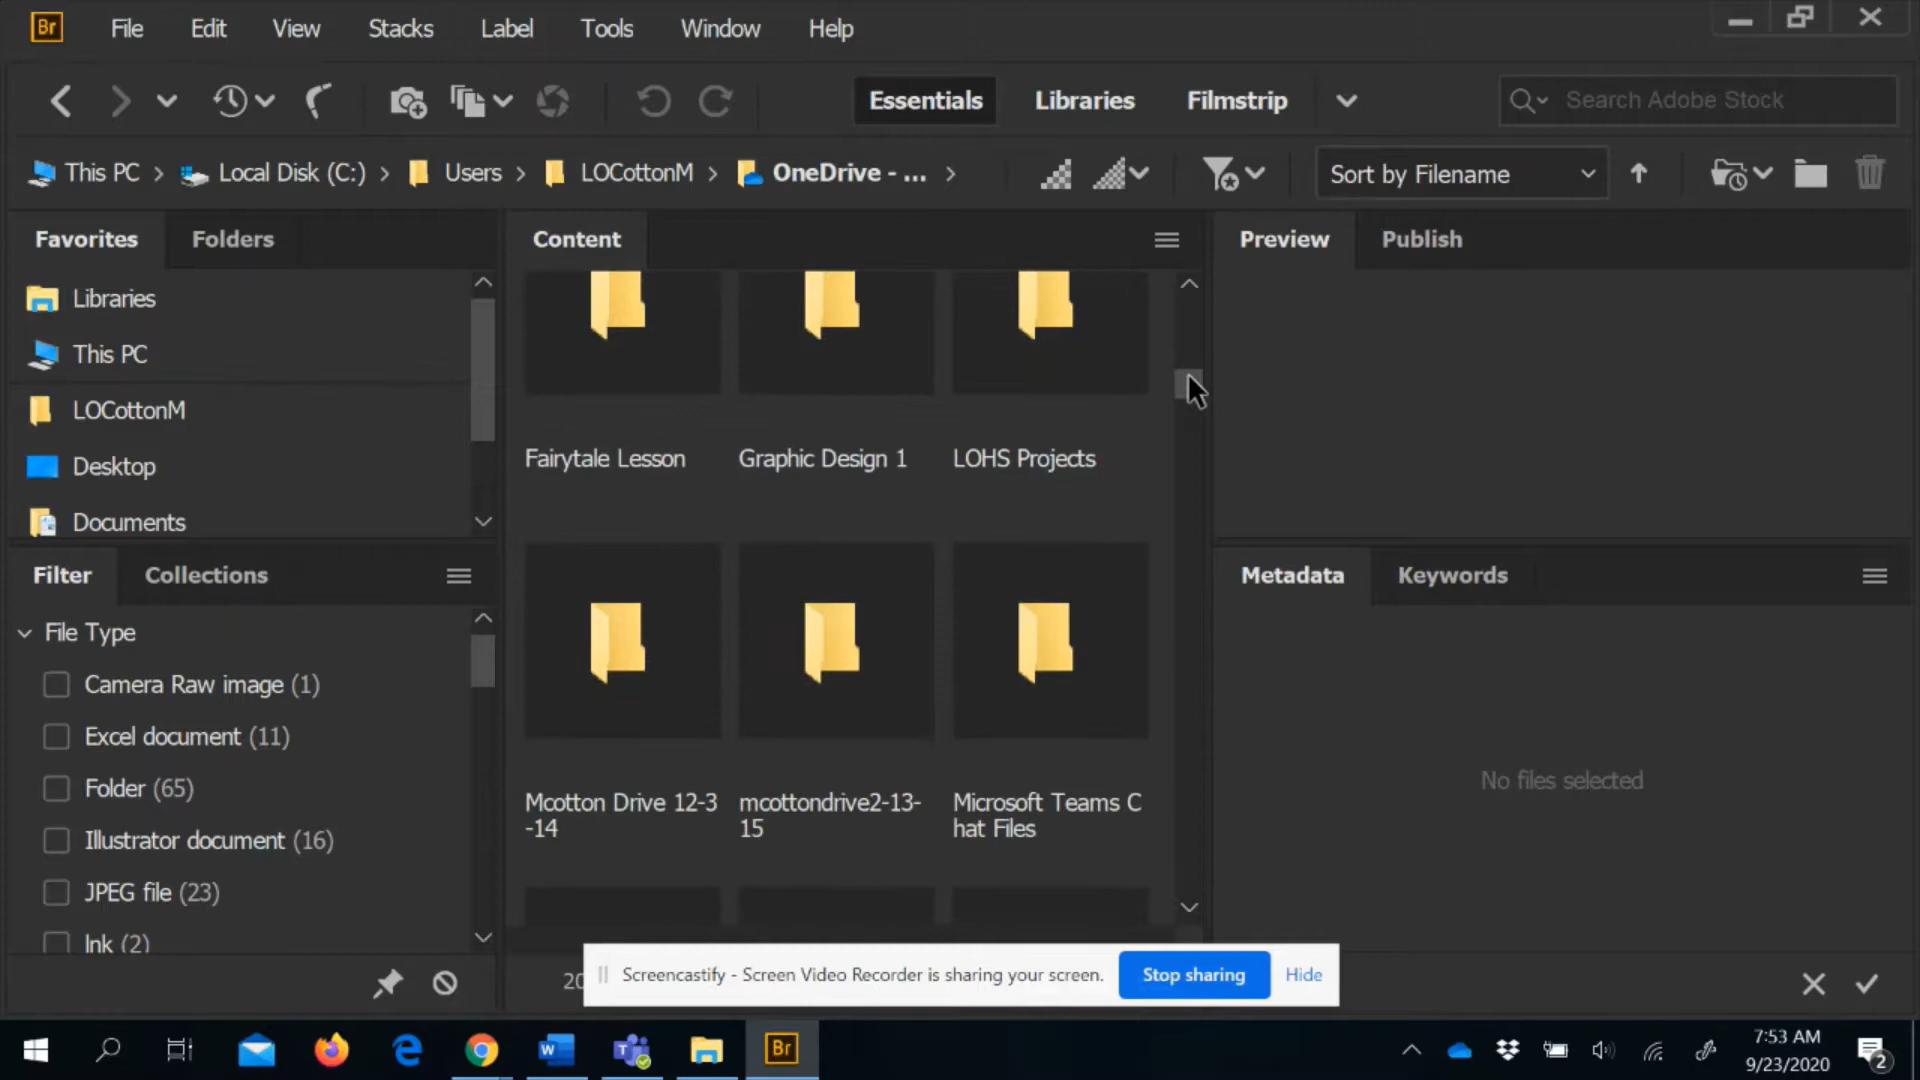 Br File Edit View Stacks Label Tools Window Help
Essentials Libraries Filmstrip Search Adobe Stock
This PC Local Disk (C:) Users LOCottonM OneDrive - ... Sort by Filename
Favorites Folders
Libraries
This PC
LOCottonM
Desktop
Documents
Filter Collections
File Type
Camera Raw image (1)
Excel document (11)
Folder (65)
Illustrator document (16)
JPEG file (23)
lnk (2)
Content
Fairytale Lesson
Graphic Design 1
LOHS Projects
Mcotton Drive 12-3
-14
mcottondrive2-13-
15
Microsoft Teams C
hat Files
Preview Publish
Metadata Keywords
No files selected
20
Screencastify - Screen Video Recorder is sharing your screen. Stop sharing Hide
Br
7:53 AM
9/23/2020
2